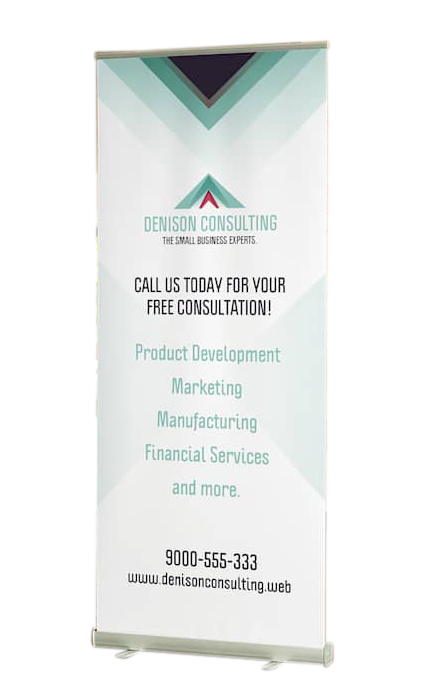 DENISON CONSULTING
THE SMALL BUSINESS EXPERTS.
CALL US TODAY FOR YOUR
FREE CONSULTATION!
Product Development
Marketing
Manufacturing
Financial Services
and more.
9000-555-333
www.denisonconsulting.web